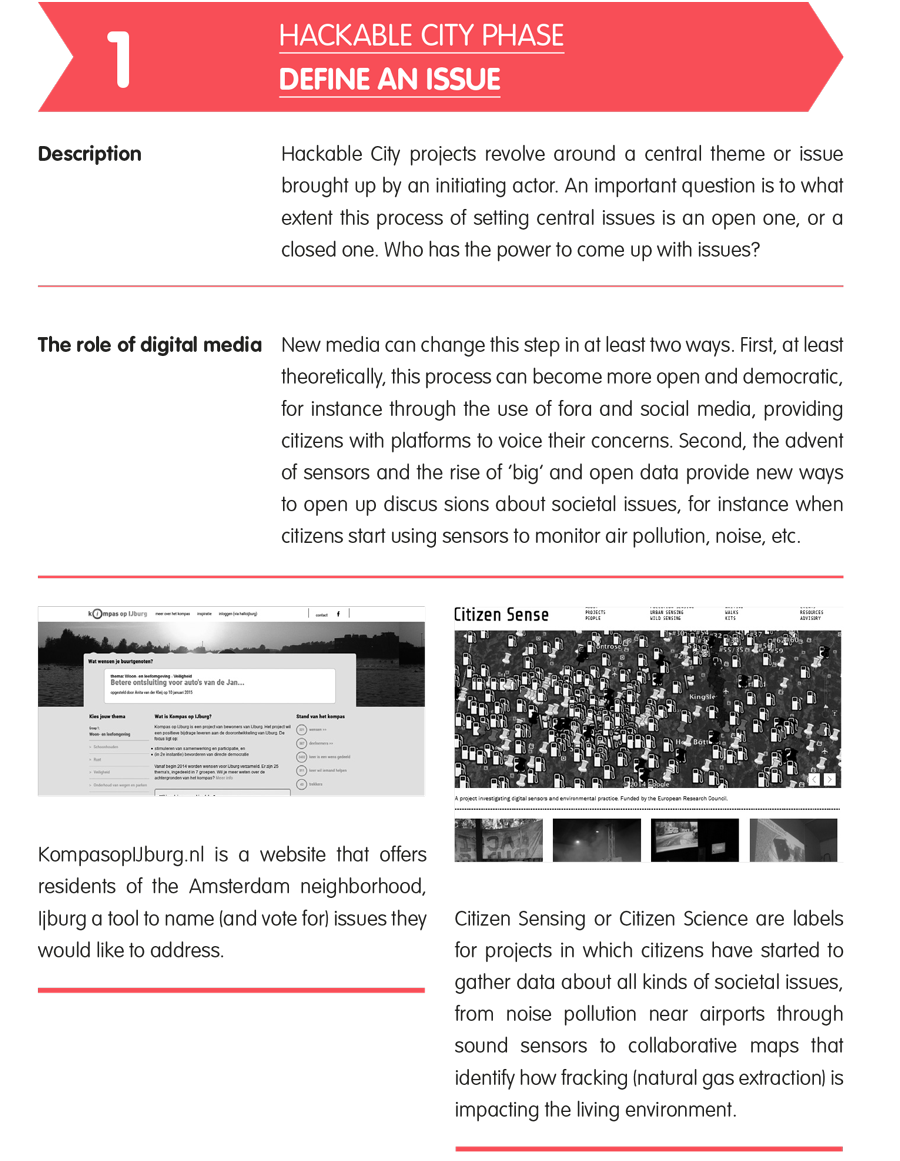 1
HACKABLE CITY PHASE
DEFINE AN ISSUE
Description
Hackable City projects revolve around a central theme or issue
brought up by an initiating actor. An important question is to what
extent this process of setting central issues is an open one, or a
closed one. Who has the power to come up with issues?
The role of digital media
New media can change this step in at least two ways. First, at least
theoretically, this process can become more open and democratic,
for instance through the use of fora and social media, providing
citizens with platforms to voice their concerns. Second, the advent
of sensors and the rise of ‘big‘ and open data provide new ways
to open up discus sions about societal issues, for instance when
citizens start using sensors to monitor air pollution, noise, etc.
kompas op IJburg
meer over het kompas
inspiratie
inloggen (via hallo ijburg)
contact
f
Wat wensen je buurtgenoten?
thema: Woon- en leefomgeving - Veiligheid
Betere ontsluiting voor auto's van de Jan...
opgesteld door Anita van der Kleij op 18 januari 2015
Kies jouw thema
Woon- en leefomgeving
Veiligheid
Wat is Kompas op IJburg?
Kompas op IJburg is een project van bewoners van IJburg. Het project wil
een positieve bijdrage leveren aan de doorontwikkeling van IJburg. De
focus ligt op:
stimuleren van samenwerking en participatie, en
(in 2e instantie) bevorderen van directe democratie
Vanaf begin 2014 worden wensen voor IJburg verzameld. Er zijn 25
thema's, ingedeeld in 7 groepen. Wil je meer weten over de
achtergronden van het kompas? Meer info
Stand van het kompas
wensen >>
deelnemers >>
KompasopIJburg.nl is a website that offers
residents of the Amsterdam neighborhood,
Ijburg a tool to name (and vote for) issues they
would like to address.
Citizen Sense
PROJECTS
PEOPLE
URBAN SENSING
WILD SENSING
WALKS
KITS
RESOURCES
ADVISORY
A project investigating digital sensors and environmental practice. Funded by the European Research Council.
Citizen Sensing or Citizen Science are labels
for projects in which citizens have started to
gather data about all kinds of societal issues,
from noise pollution near airports through
sound sensors to collaborative maps that
identify how fracking (natural gas extraction) is
impacting the living environment.